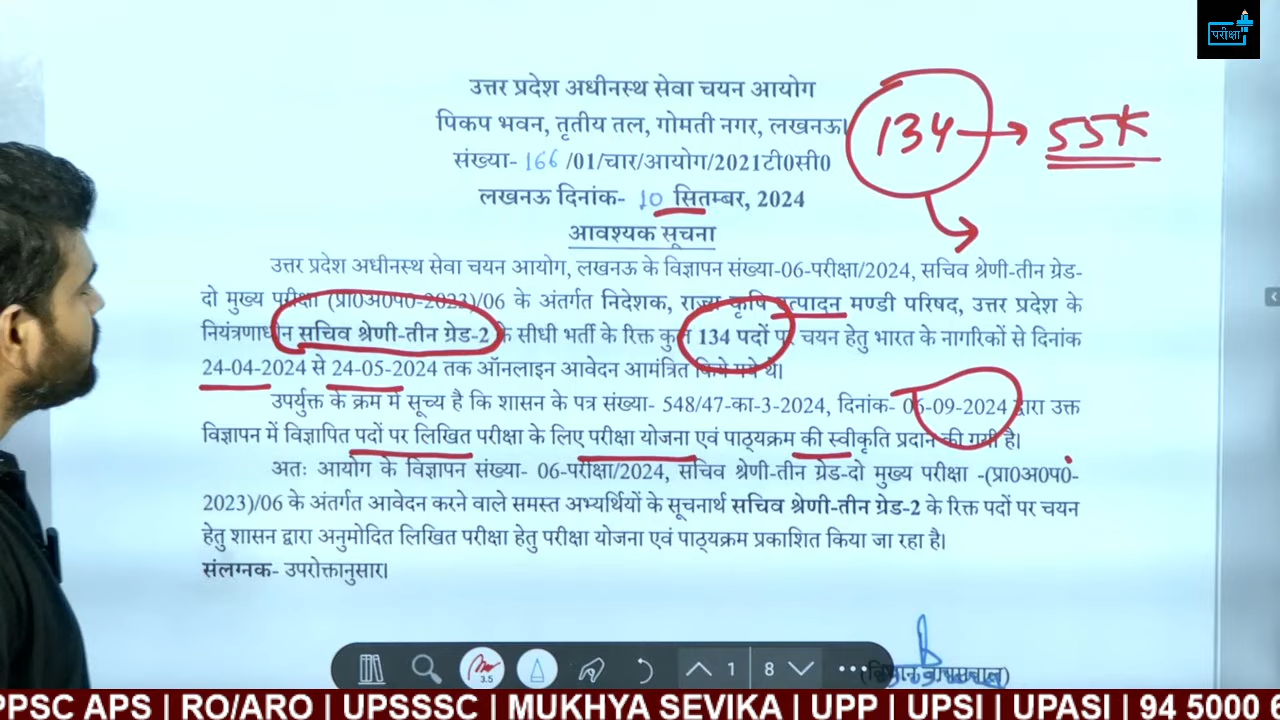 परीक्षा
उत्तर प्रदेश अधीनस्थ सेवा चयन आयोग
पिकप भवन, तृतीय तल, गोमती नगर, लखनऊ।
134 → 55K
संख्या- 166 /01/चार/आयोग/2021टी0सी0
लखनऊ दिनांक- 10 सितम्बर, 2024
आवश्यक सूचना
उत्तर प्रदेश अधीनस्थ सेवा चयन आयोग, लखनऊ के विज्ञापन संख्या-06-परीक्षा/2024, सचिव श्रेणी-तीन ग्रेड-
दो मुख्य परीक्षा (प्रा0अ0प0-2023)/06 के अंतर्गत निदेशक, राज्य कृषि उत्पादन मण्डी परिषद, उत्तर प्रदेश के
नियंत्रणाधीन सचिव श्रेणी-तीन ग्रेड-2 के सीधी भर्ती के रिक्त कुल 134 पदों पर चयन हेतु भारत के नागरिकों से दिनांक
24-04-2024 से 24-05-2024 तक ऑनलाइन आवेदन आमंत्रित किये गये थे।
उपर्युक्त के क्रम में सूच्य है कि शासन के पत्र संख्या- 548/47-का-3-2024, दिनांक- 06-09-2024 द्वारा उक्त
विज्ञापन में विज्ञापित पदों पर लिखित परीक्षा के लिए परीक्षा योजना एवं पाठ्यक्रम की स्वीकृति प्रदान की गयी है।
अतः आयोग के विज्ञापन संख्या- 06-परीक्षा/2024, सचिव श्रेणी-तीन ग्रेड-दो मुख्य परीक्षा -(प्रा0अ0प0-
2023)/06 के अंतर्गत आवेदन करने वाले समस्त अभ्यर्थियों के सूचनार्थ सचिव श्रेणी-तीन ग्रेड-2 के रिक्त पदों पर चयन
हेतु शासन द्वारा अनुमोदित लिखित परीक्षा हेतु परीक्षा योजना एवं पाठ्यक्रम प्रकाशित किया जा रहा है।
संलग्नक- उपरोक्तानुसार।
3.5 1 8
PPSC APS | RO/ARO | UPSSSC | MUKHYA SEVIKA | UPP | UPSI | UPASI | 94 5000 6